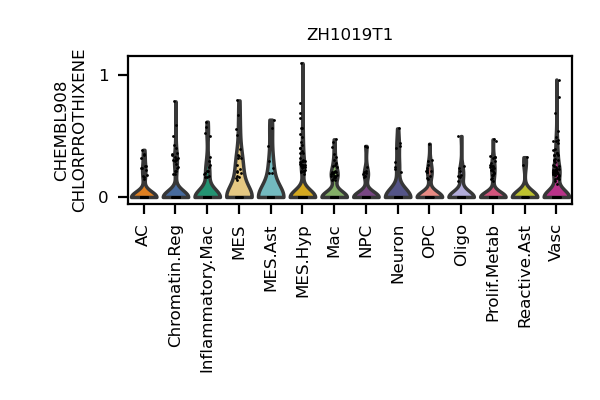 ZH1019T1
CHEMBL908
CHLORPROTHIXENE
1
0
AC
Chromatin.Reg
Inflammatory.Mac
MES
MES.Ast
MES.Hyp
Mac
NPC
Neuron
OPC
Oligo
Prolif.Metab
Reactive.Ast
Vasc